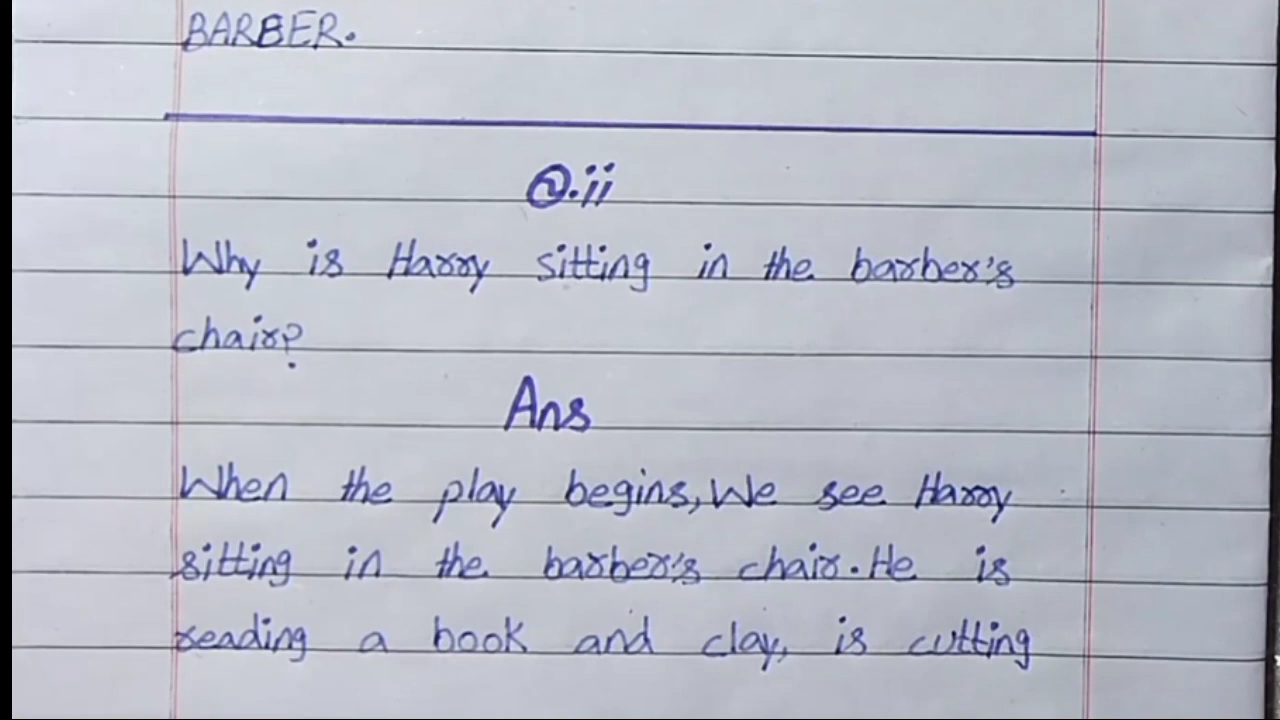 BARBER.
Q.ii
Why is Harry sitting in the barber's
chair?
Ans
When the play begins, We see Harry
sitting in the barber's chair. He is
reading a book and clay, is cutting